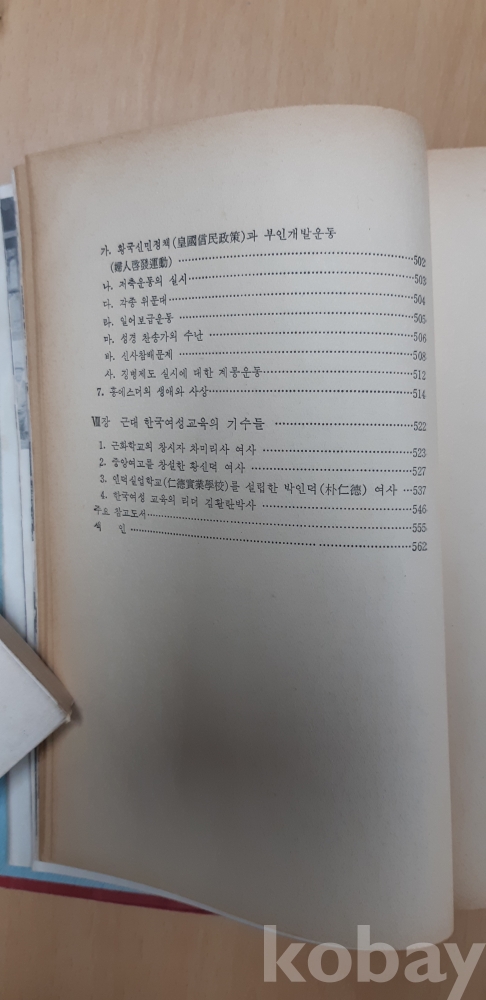 가. 황국신민정책(皇國信民政策)과 부인개발운동
(婦人啓發運動) ……………………………………502
나. 저축운동의 실시……………………………………503
다. 각종 위문대……………………………………504
라. 일어보급운동……………………………………505
마. 성경 찬송가의 수난 ……………………………………506
바. 신사참배문제 ……………………………………508
사. 징병제도 실시에 대한 계몽운동……………………………512
7. 홍에스더의 생애와 사상……………………………………514
Ⅷ장 근대 한국여성교육의 기수들 ……………………………522
1. 근화학교의 창시자 차미리사 여사 ……………………………523
2. 중앙여고를 창설한 황신덕 여사 ……………………………527
3. 인덕실업학교(仁德實業學校)를 설립한 박인덕(朴仁德) 여사 …537
4. 한국여성 교육의 리더 김활란박사 ……………………………546
주요 참고도서……………………………………555
색 인……………………………………562
kobay